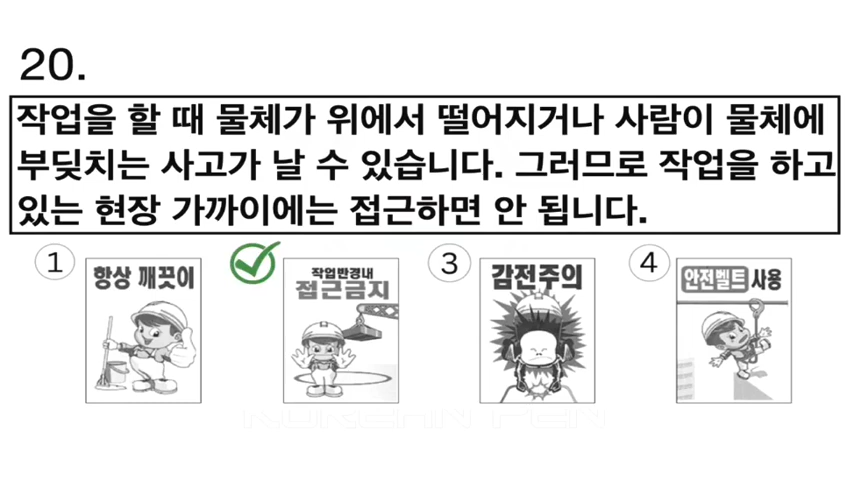 20.
작업을 할 때 물체가 위에서 떨어지거나 사람이 물체에
부딪치는 사고가 날 수 있습니다. 그러므로 작업을 하고
있는 현장 가까이에는 접근하면 안 됩니다.
1 항상 깨끗이
작업반경내
접근금지
3 감전주의
4 안전벨트 사용
KOREAN PEN